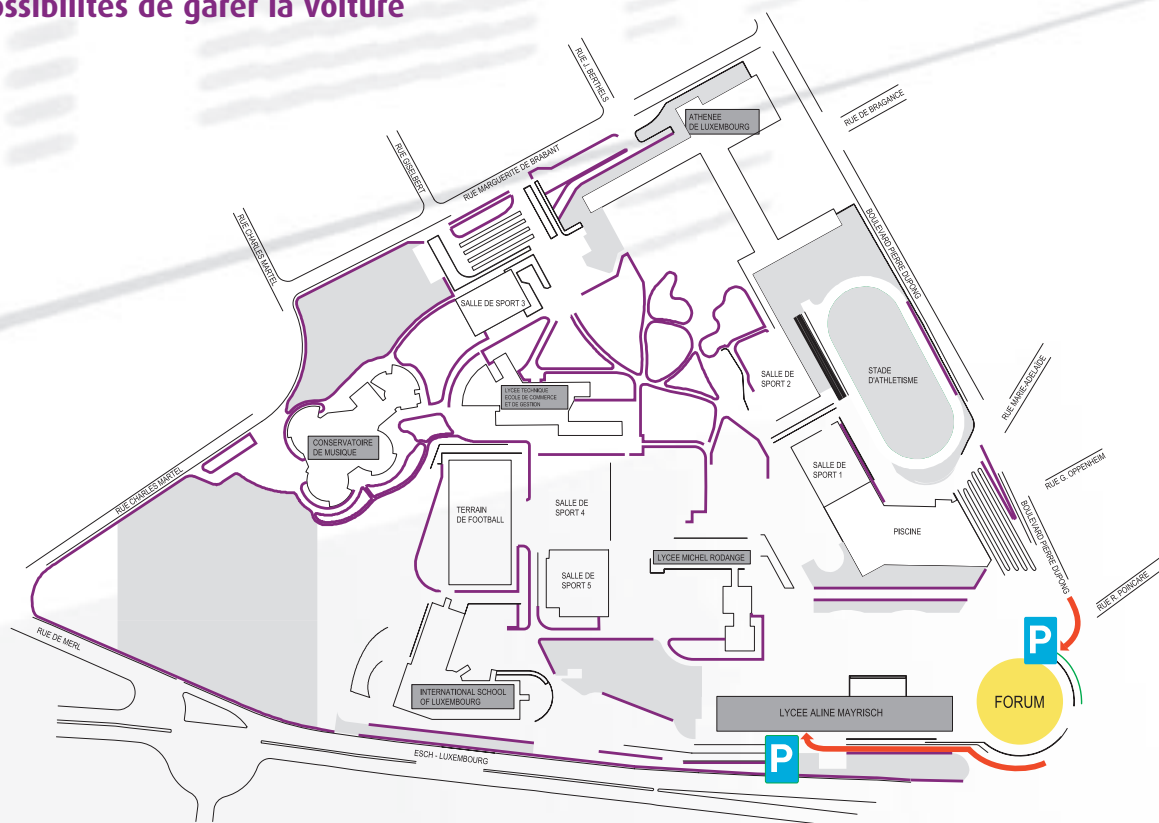 ossibilités de garer la voiture
RUE J. BERTHELS
RUE DE BRAGANCE
ATHENEE
DE LUXEMBOURG
RUE GISELBERT
RUE MARGUERITE DE BRABANT
RUE CHARLES MARTEL
BOULEVARD PIERRE DUPONG
SALLE DE SPORT 3
SALLE DE
SPORT 2
STADE
D'ATHLETISME
RUE MARIE-ADELAIDE
LYCEE TECHNIQUE
ECOLE DE COMMERCE
ET DE GESTION
CONSERVATOIRE
DE MUSIQUE
RUE CHARLES MARTEL
SALLE DE
SPORT 1
RUE G. OPPENHEIM
TERRAIN
DE FOOTBALL
SALLE DE
SPORT 4
PISCINE
BOULEVARD PIERRE DUPONG
LYCEE MICHEL RODANGE
SALLE DE
SPORT 5
RUE R. POINCARE
RUE DE MERL
P
INTERNATIONAL SCHOOL
OF LUXEMBOURG
LYCEE ALINE MAYRISCH
FORUM
P
ESCH - LUXEMBOURG